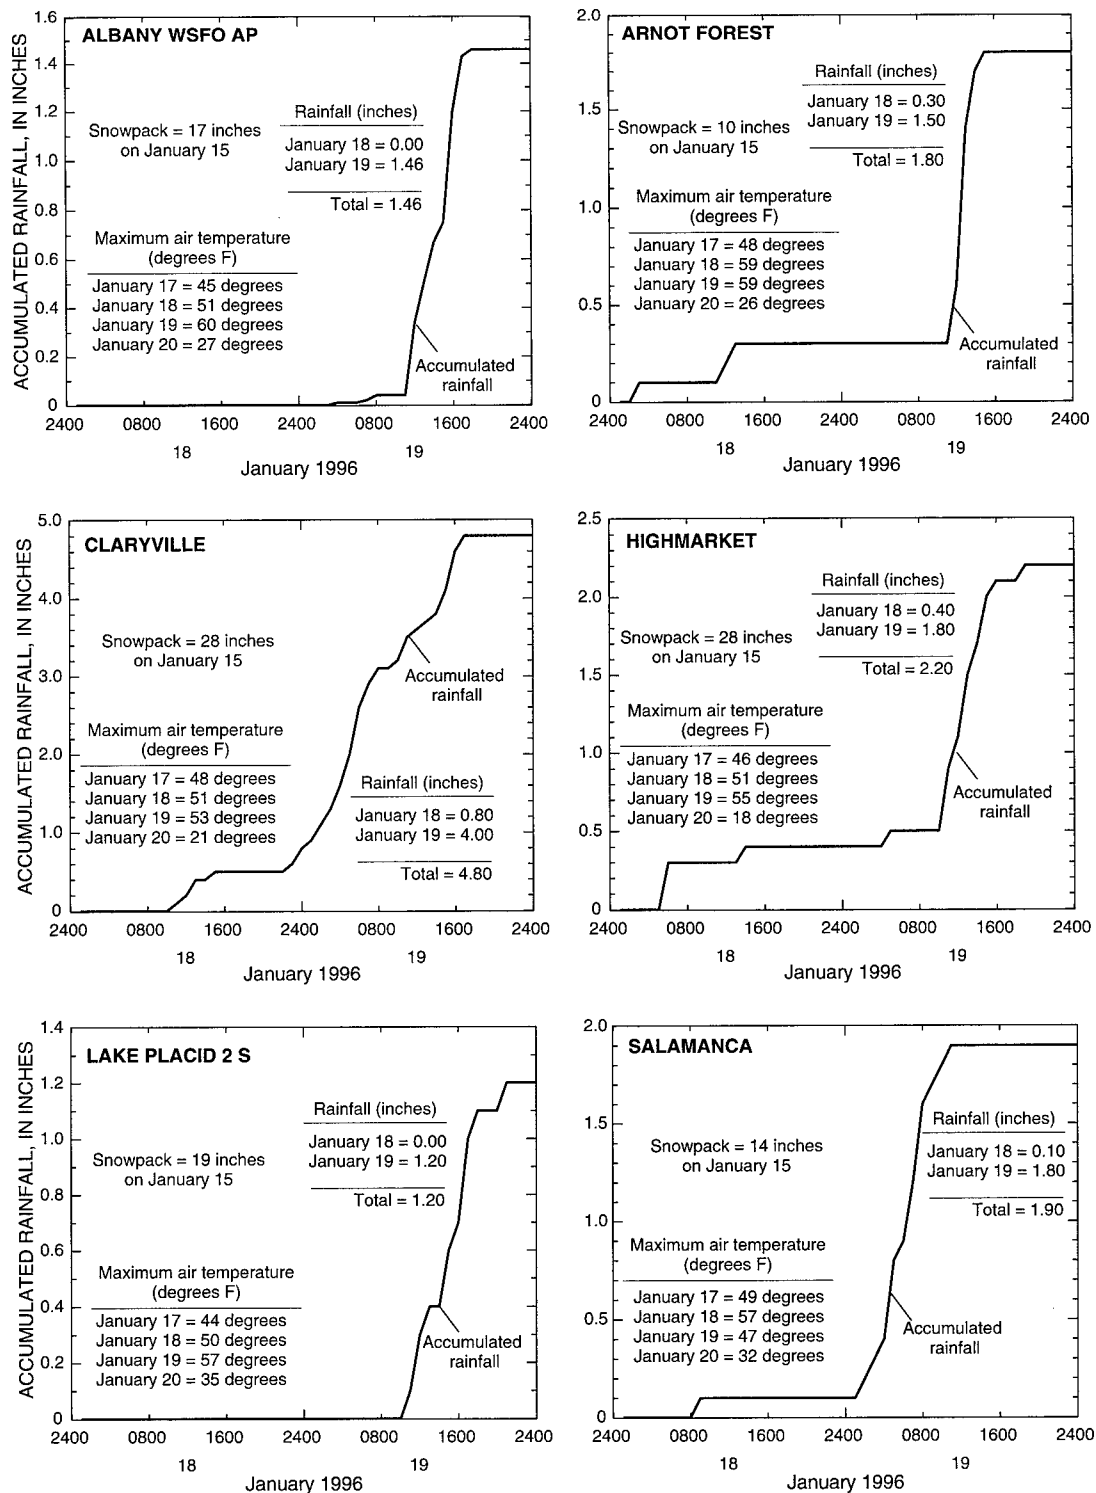 ACCUMULATED RAINFALL, IN INCHES
1.6
1.4
1.2
1.0
0.8
0.6
0.4
0.2
0
ALBANY WSFO AP
Rainfall (inches)
January 18 = 0.00
January 19 = 1.46
Total = 1.46
Snowpack = 17 inches
on January 15
Maximum air temperature
(degrees F)
January 17 = 45 degrees
January 18 = 51 degrees
January 19 = 60 degrees
January 20 = 27 degrees
Accumulated
rainfall
2400 0800 1600 2400 0800 1600 2400
18 19
January 1996
2.0
1.5
1.0
0.5
0
ARNOT FOREST
Rainfall (inches)
January 18 = 0.30
January 19 = 1.50
Total = 1.80
Snowpack = 10 inches
on January 15
Maximum air temperature
(degrees F)
January 17 = 48 degrees
January 18 = 59 degrees
January 19 = 59 degrees
January 20 = 26 degrees
Accumulated
rainfall
2400 0800 1600 2400 0800 1600 2400
18 19
January 1996
ACCUMULATED RAINFALL, IN INCHES
5.0
4.0
3.0
2.0
1.0
0
CLARYVILLE
Snowpack = 28 inches
on January 15
Accumulated
rainfall
Maximum air temperature
(degrees F)
January 17 = 48 degrees
January 18 = 51 degrees
January 19 = 53 degrees
January 20 = 21 degrees
Rainfall (inches)
January 18 = 0.80
January 19 = 4.00
Total = 4.80
2400 0800 1600 2400 0800 1600 2400
18 19
January 1996
2.5
2.0
1.5
1.0
0.5
0
HIGHMARKET
Rainfall (inches)
January 18 = 0.40
January 19 = 1.80
Total = 2.20
Snowpack = 28 inches
on January 15
Maximum air temperature
(degrees F)
January 17 = 46 degrees
January 18 = 51 degrees
January 19 = 55 degrees
January 20 = 18 degrees
Accumulated
rainfall
2400 0800 1600 2400 0800 1600 2400
18 19
January 1996
ACCUMULATED RAINFALL, IN INCHES
1.4
1.2
1.0
0.8
0.6
0.4
0.2
0
LAKE PLACID 2 S
Rainfall (inches)
January 18 = 0.00
January 19 = 1.20
Total = 1.20
Snowpack = 19 inches
on January 15
Maximum air temperature
(degrees F)
January 17 = 44 degrees
January 18 = 50 degrees
January 19 = 57 degrees
January 20 = 35 degrees
Accumulated
rainfall
2400 0800 1600 2400 0800 1600 2400
18 19
January 1996
2.0
1.5
1.0
0.5
0
SALAMANCA
Rainfall (inches)
January 18 = 0.10
January 19 = 1.80
Total = 1.90
Snowpack = 14 inches
on January 15
Maximum air temperature
(degrees F)
January 17 = 49 degrees
January 18 = 57 degrees
January 19 = 47 degrees
January 20 = 32 degrees
Accumulated
rainfall
2400 0800 1600 2400 0800 1600 2400
18 19
January 1996